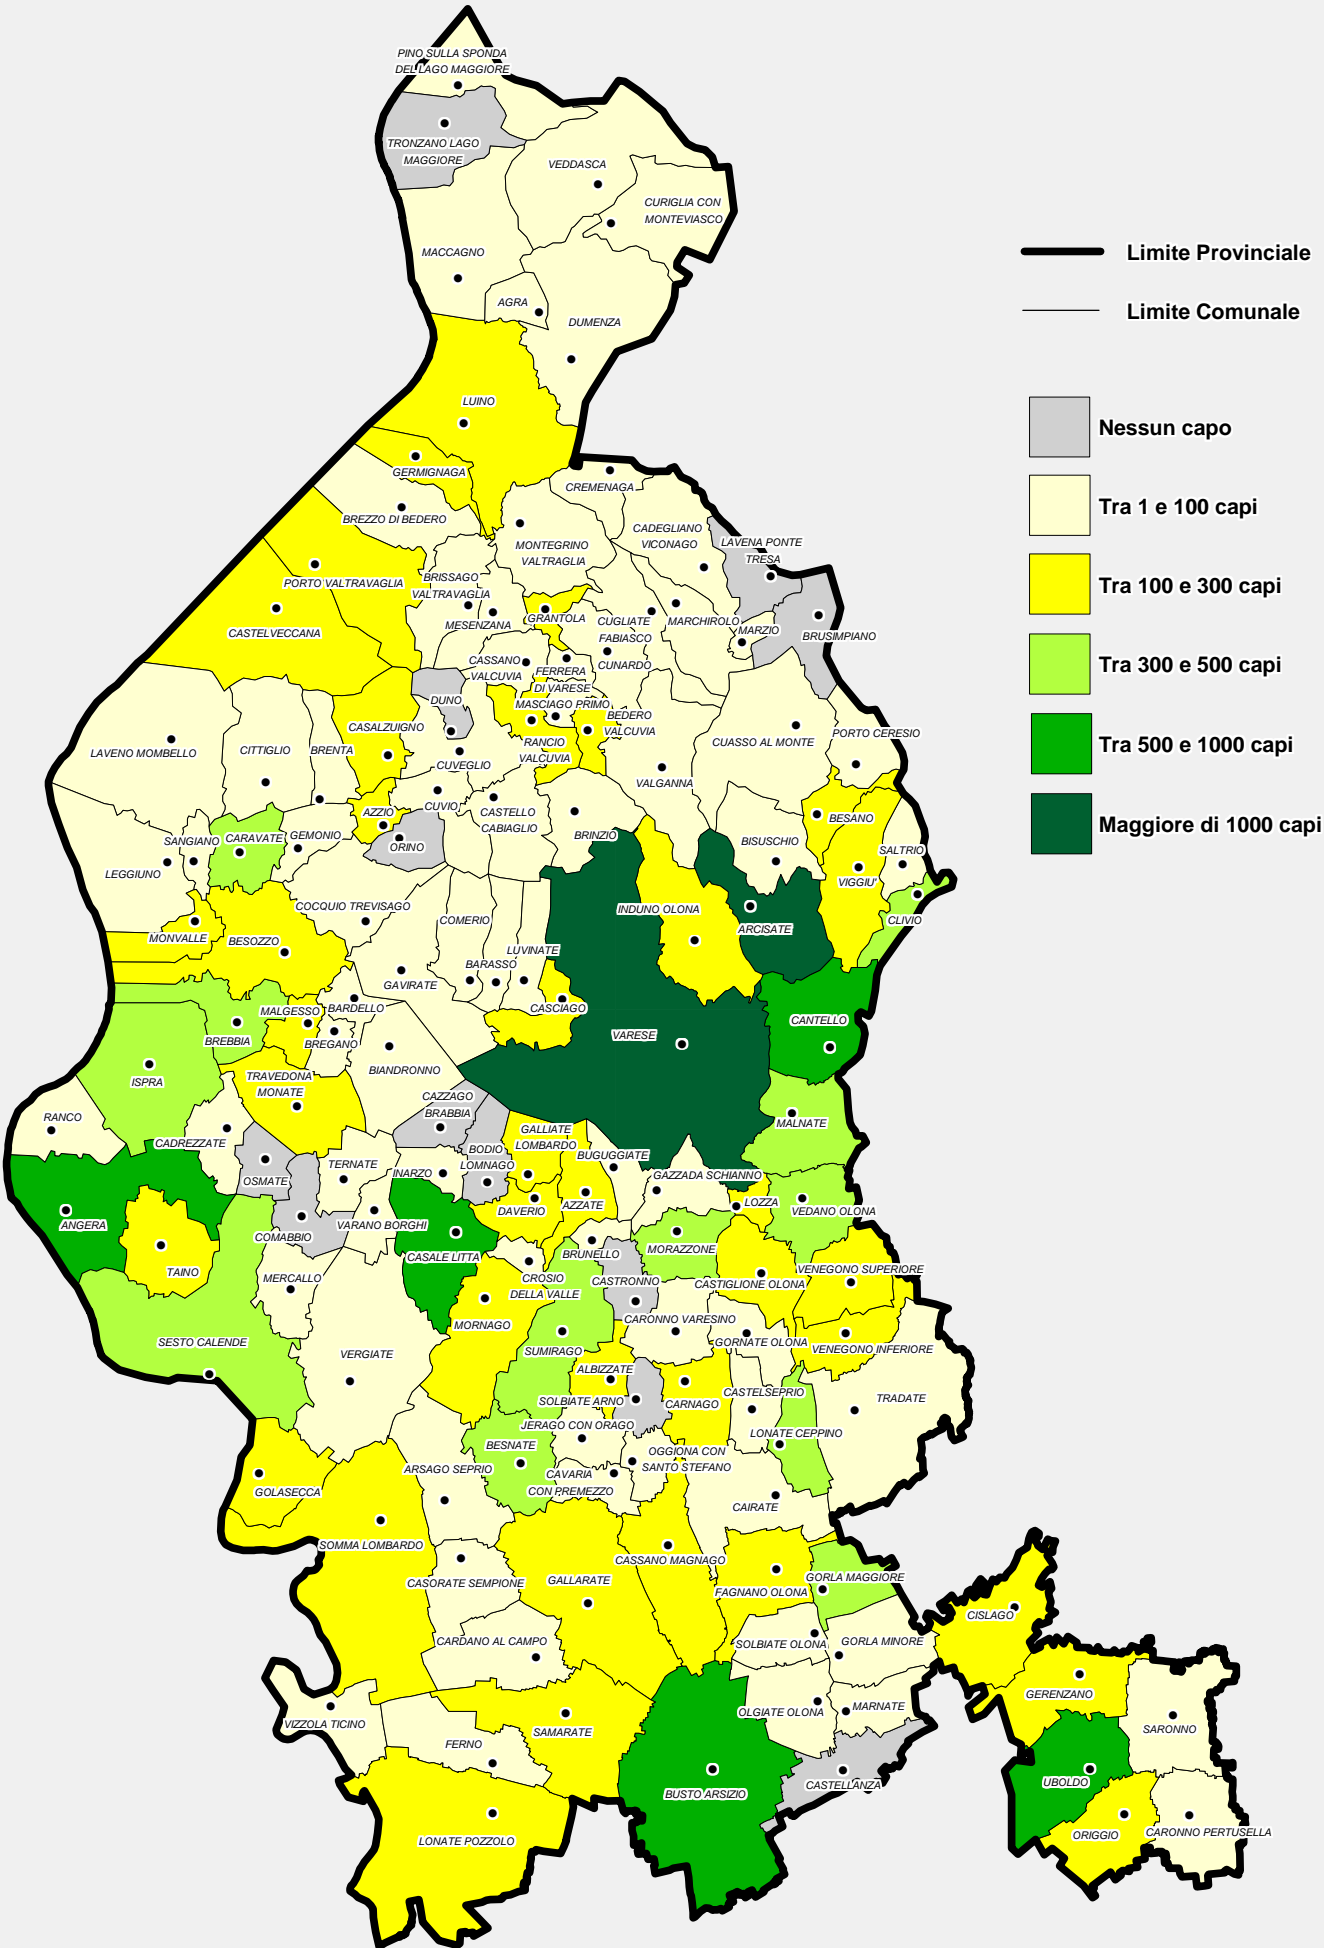 PINO SULLA SPONDA
DEL LAGO MAGGIORE
TRONZANO LAGO
MAGGIORE
VEDDASCA
CURIGLIA CON
MONTEVIASCO
MACCAGNO
AGRA
DUMENZA
Limite Provinciale
Limite Comunale
Nessun capo
Tra 1 e 100 capi
Tra 100 e 300 capi
Tra 300 e 500 capi
Tra 500 e 1000 capi
Maggiore di 1000 capi
LUINO
GERMIGNAGA
CREMENAGA
BREZZO DI BEDERO
MONTEGRINO
VALTRAGLIA
CADEGLIANO
VICONAGO
LAVENA PONTE
TRESA
PORTO VALTRAVAGLIA
BRISSAGO
VALTRAVAGLIA
CASTELVECCANA
MESENZANA
GRANTOLA
CUGLIATE
FABIASCO
MARCHIROLO
MARZIO
BRUSIMPIANO
CASSANO
VALCUVIA
FERRERA
DI VARESE
CUNARDO
DUNO
MASCIAGO PRIMO
BEDERO
VALCUVIA
CASALZUIGNO
RANCIO
VALCUVIA
LAVENO MOMBELLO
CITTIGLIO
BRENTA
CUVEGLIO
CUASSO AL MONTE
PORTO CERESIO
VALGANNA
CUVIO
CASTELLO
CABIAGLIO
AZZIO
ORINO
BRINZIO
BESANO
BISUSCHIO
SALTRIO
SANGIANO
CARAVATE
GEMONIO
LEGGIUNO
VIGGIU'
COCQUIO TREVISAGO
COMERIO
INDUNO OLONA
ARCISATE
CLIVIO
MONVALLE
BESOZZO
LUVINATE
BARASSO
GAVIRATE
CASCIAGO
BARDELLO
MALGESSO
BREBBIA
BREGANO
CANTELLO
VARESE
ISPRA
BIANDRONNO
TRAVEDONA
MONATE
CAZZAGO
BRABBIA
RANCO
CADREZZATE
GALLIATE
LOMBARDO
MALNATE
BODIO
LOMNAGO
BUGUGGIATE
TERNATE
INARZO
OSMATE
GAZZADA SCHIANNO
LOZZA
VEDANO OLONA
ANGERA
VARANO BORGHI
DAVERIO
AZZATE
COMABBIO
CASALE LITTA
BRUNELLO
MORAZZONE
TAINO
MERCALLO
CROSIO
DELLA VALLE
CASTRONNO
CASTIGLIONE OLONA
VENEGONO SUPERIORE
MORNAGO
CARONNO VARESINO
SESTO CALENDE
VERGIATE
SUMIRAGO
GORNATE OLONA
VENEGONO INFERIORE
ALBIZZATE
SOLBIATE ARNO
CARNAGO
CASTELSEPRIO
TRADATE
JERAGO CON ORAGO
LONATE CEPPINO
BESNATE
OGGIONA CON
SANTO STEFANO
ARSAGO SEPRIO
CAVARIA
CON PREMEZZO
GOLASECCA
CAIRATE
SOMMA LOMBARDO
CASSANO MAGNAGO
CASORATE SEMPIONE
GALLARATE
FAGNANO OLONA
GORLA MAGGIORE
CISLAGO
CARDANO AL CAMPO
SOLBIATE OLONA
GORLA MINORE
GERENZANO
VIZZOLA TICINO
OLGIATE OLONA
MARNATE
SARONNO
FERNO
SAMARATE
UBOLDO
BUSTO ARSIZIO
CASTELLANZA
LONATE POZZOLO
ORIGGIO
CARONNO PERTUSELLA